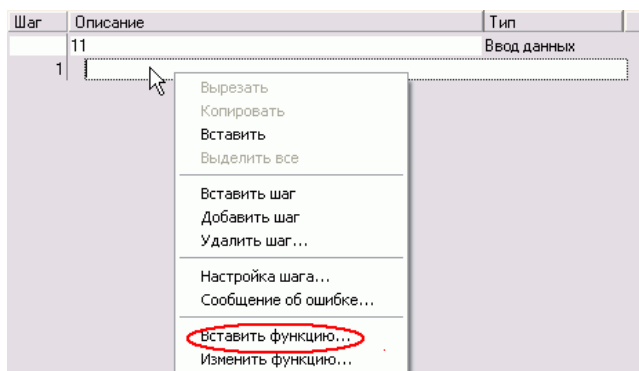 Шаг Описание Тип
11 Ввод данных
1
Вырезать
Копировать
Вставить
Выделить все
Вставить шаг
Добавить шаг
Удалить шаг...
Настройка шага...
Сообщение об ошибке...
Вставить функцию...
Изменить функцию...